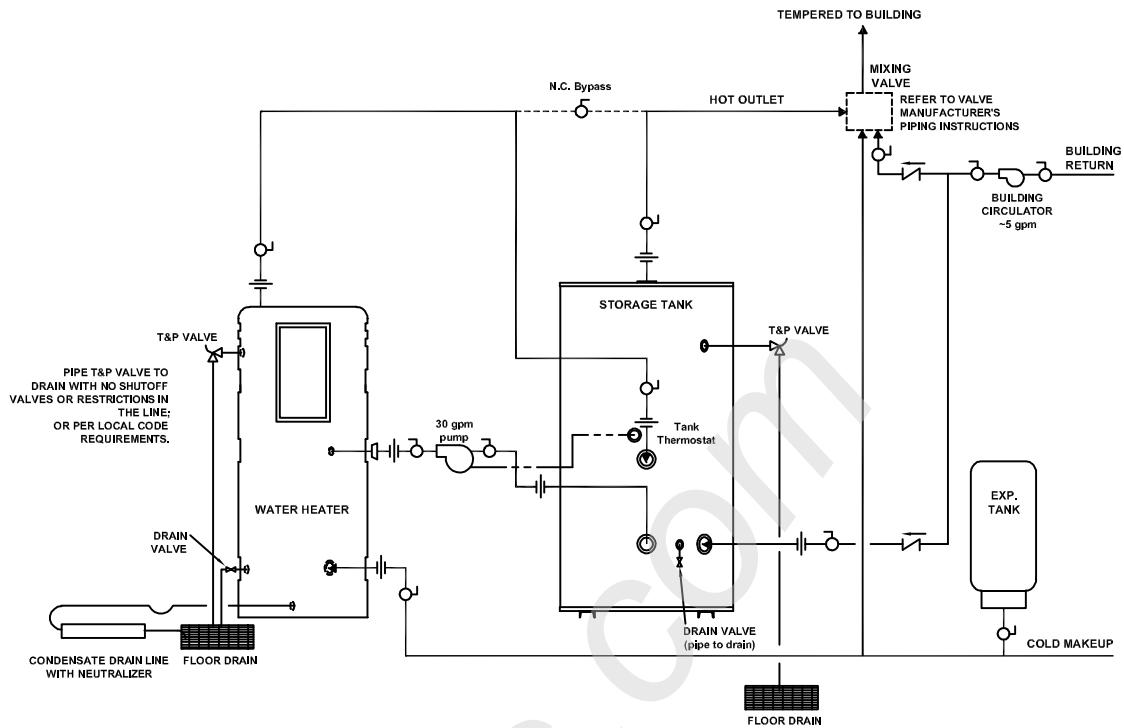 TEMPERED TO BUILDING
N.C. Bypass
HOT OUTLET
MIXING
VALVE
REFER TO VALVE
MANUFACTURER'S
PIPING INSTRUCTIONS
BUILDING
RETURN
BUILDING
CIRCULATOR
~5 gpm
STORAGE TANK
T&P VALVE
T&P VALVE
PIPE T&P VALVE TO
DRAIN WITH NO SHUTOFF
VALVES OR RESTRICTIONS IN
THE LINE;
OR PER LOCAL CODE
REQUIREMENTS.
30 gpm
pump
Tank
Thermostat
WATER HEATER
EXP.
TANK
DRAIN
VALVE
DRAIN VALVE
(pipe to drain)
COLD MAKEUP
CONDENSATE DRAIN LINE
WITH NEUTRALIZER
FLOOR DRAIN
FLOOR DRAIN